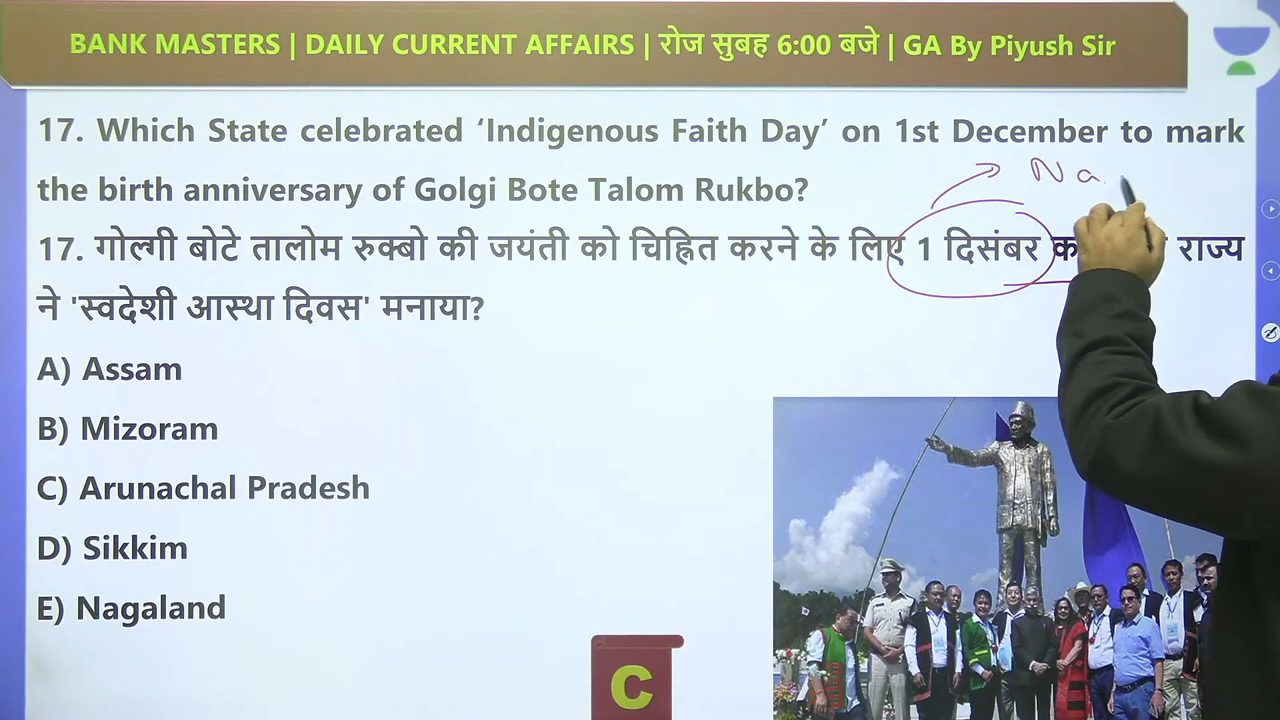 BANK MASTERS | DAILY CURRENT AFFAIRS | रोज सुबह 6:00 बजे | GA By Piyush Sir
17. Which State celebrated ‘Indigenous Faith Day’ on 1st December to mark
the birth anniversary of Golgi Bote Talom Rukbo?
Na
17. गोल्गी बोटे तालोम रुक्बो की जयंती को चिह्नित करने के लिए 1 दिसंबर राज्य
ने 'स्वदेशी आस्था दिवस' मनाया?
A) Assam
B) Mizoram
C) Arunachal Pradesh
D) Sikkim
E) Nagaland
C